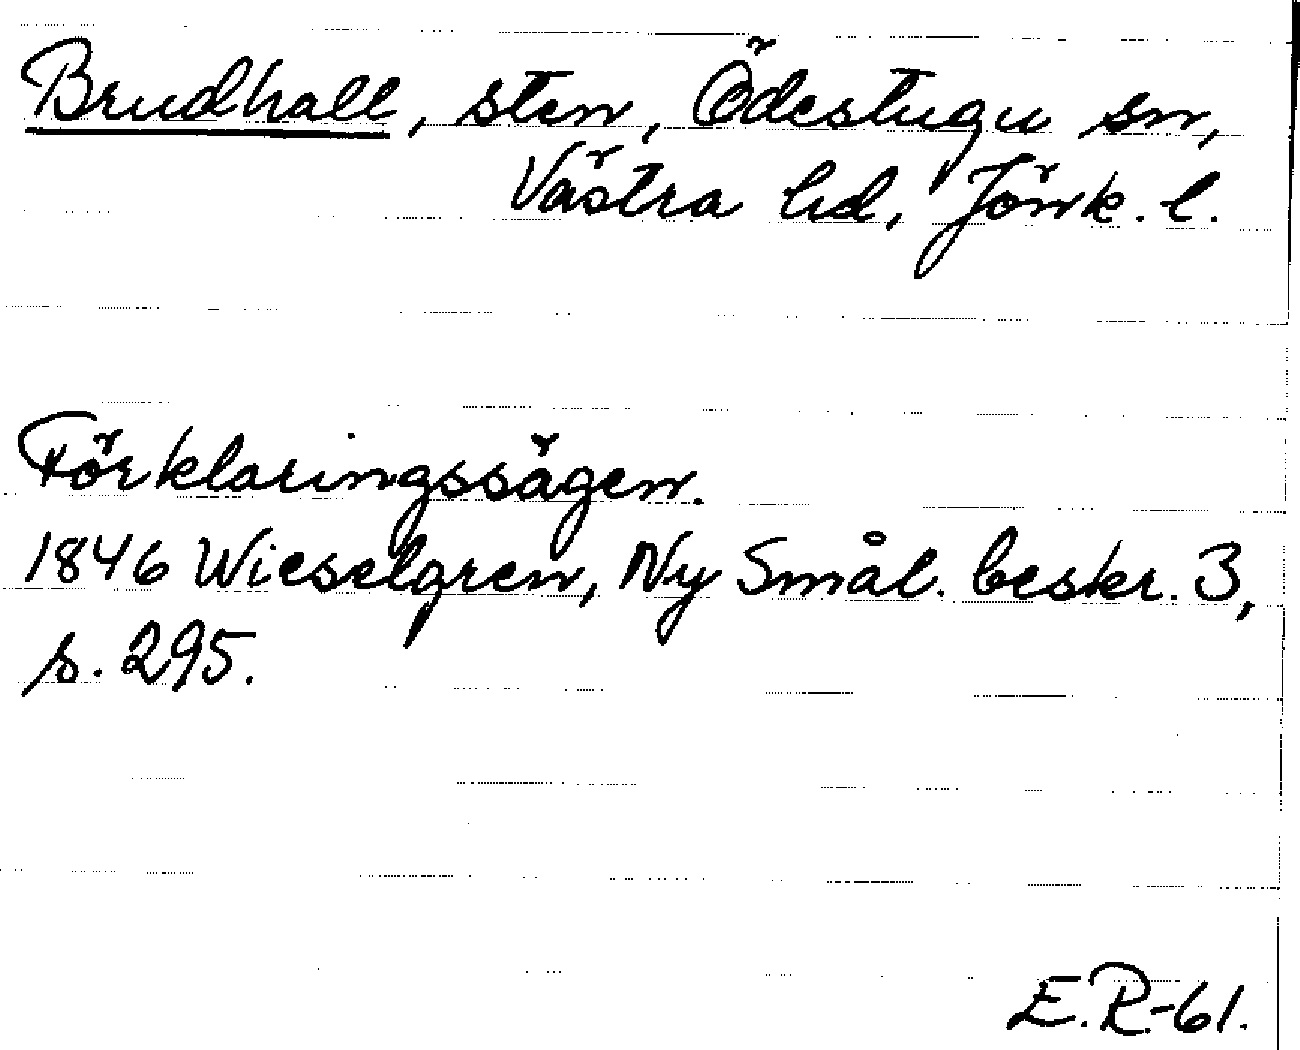 Brudhall, sten, Ödestugu sn,
Västra hd, Jönk. l.
Förklaringssägen.
1846 Wieselgren, Ny Smål. beskr. 3,
s. 295.
E.R-61.